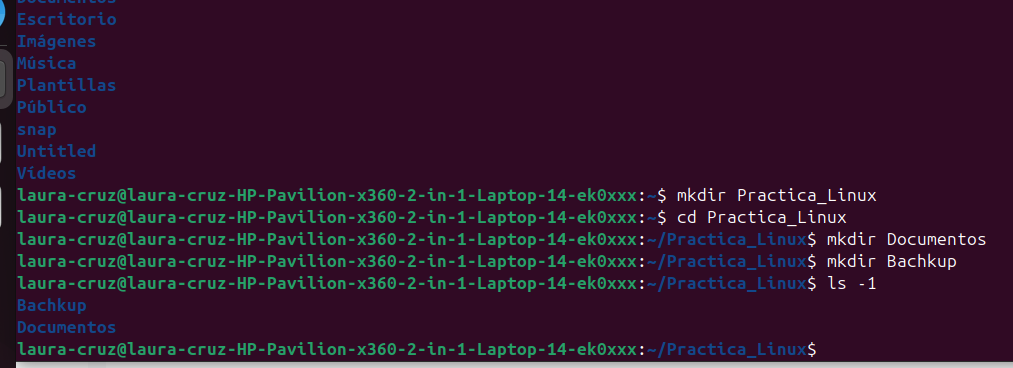 Documentos
Escritorio
Imágenes
Música
Plantillas
Público
snap
Untitled
Vídeos
laura-cruz@laura-cruz-HP-Pavilion-x360-2-in-1-Laptop-14-ek0xxx:~$ mkdir Practica_Linux
laura-cruz@laura-cruz-HP-Pavilion-x360-2-in-1-Laptop-14-ek0xxx:~$ cd Practica_Linux
laura-cruz@laura-cruz-HP-Pavilion-x360-2-in-1-Laptop-14-ek0xxx:~/Practica_Linux$ mkdir Documentos
laura-cruz@laura-cruz-HP-Pavilion-x360-2-in-1-Laptop-14-ek0xxx:~/Practica_Linux$ mkdir Bachkup
laura-cruz@laura-cruz-HP-Pavilion-x360-2-in-1-Laptop-14-ek0xxx:~/Practica_Linux$ ls -1
Bachkup
Documentos
laura-cruz@laura-cruz-HP-Pavilion-x360-2-in-1-Laptop-14-ek0xxx:~/Practica_Linux$